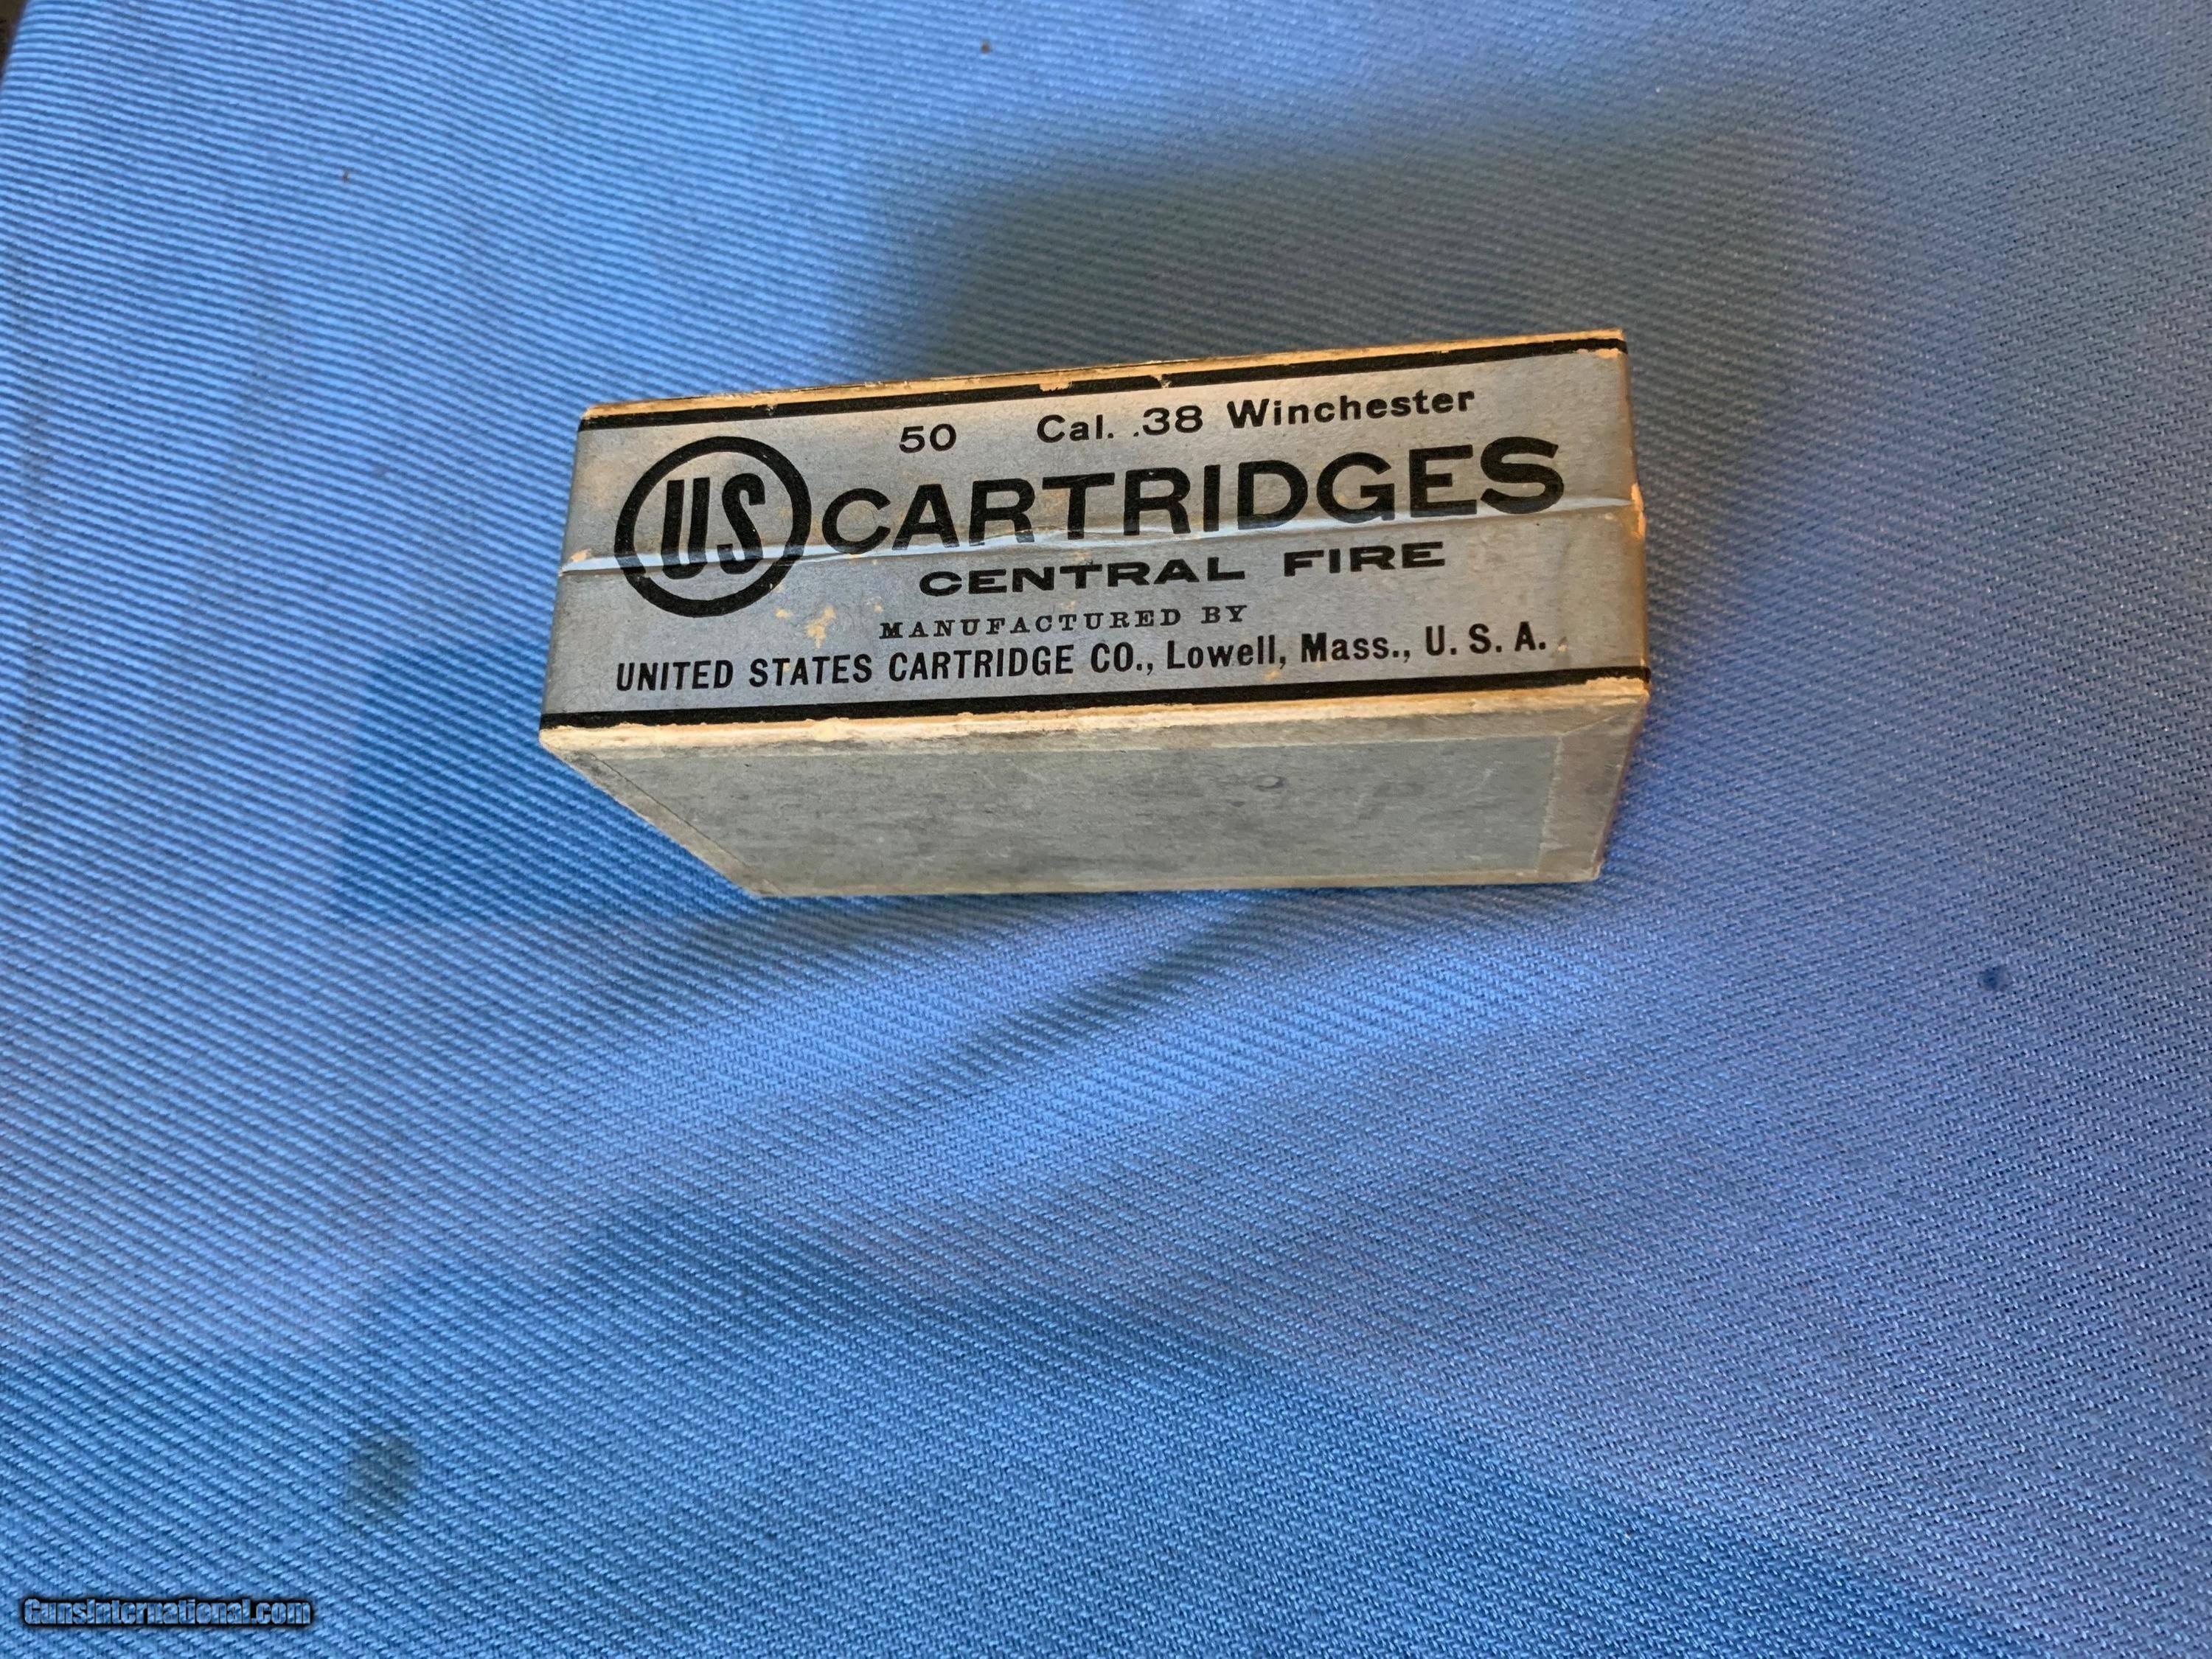 50 Cal. .38 Winchester
US CARTRIDGES
CENTRAL FIRE
MANUFACTURED BY
UNITED STATES CARTRIDGE CO., Lowell, Mass., U. S. A.
GunsInternational.com